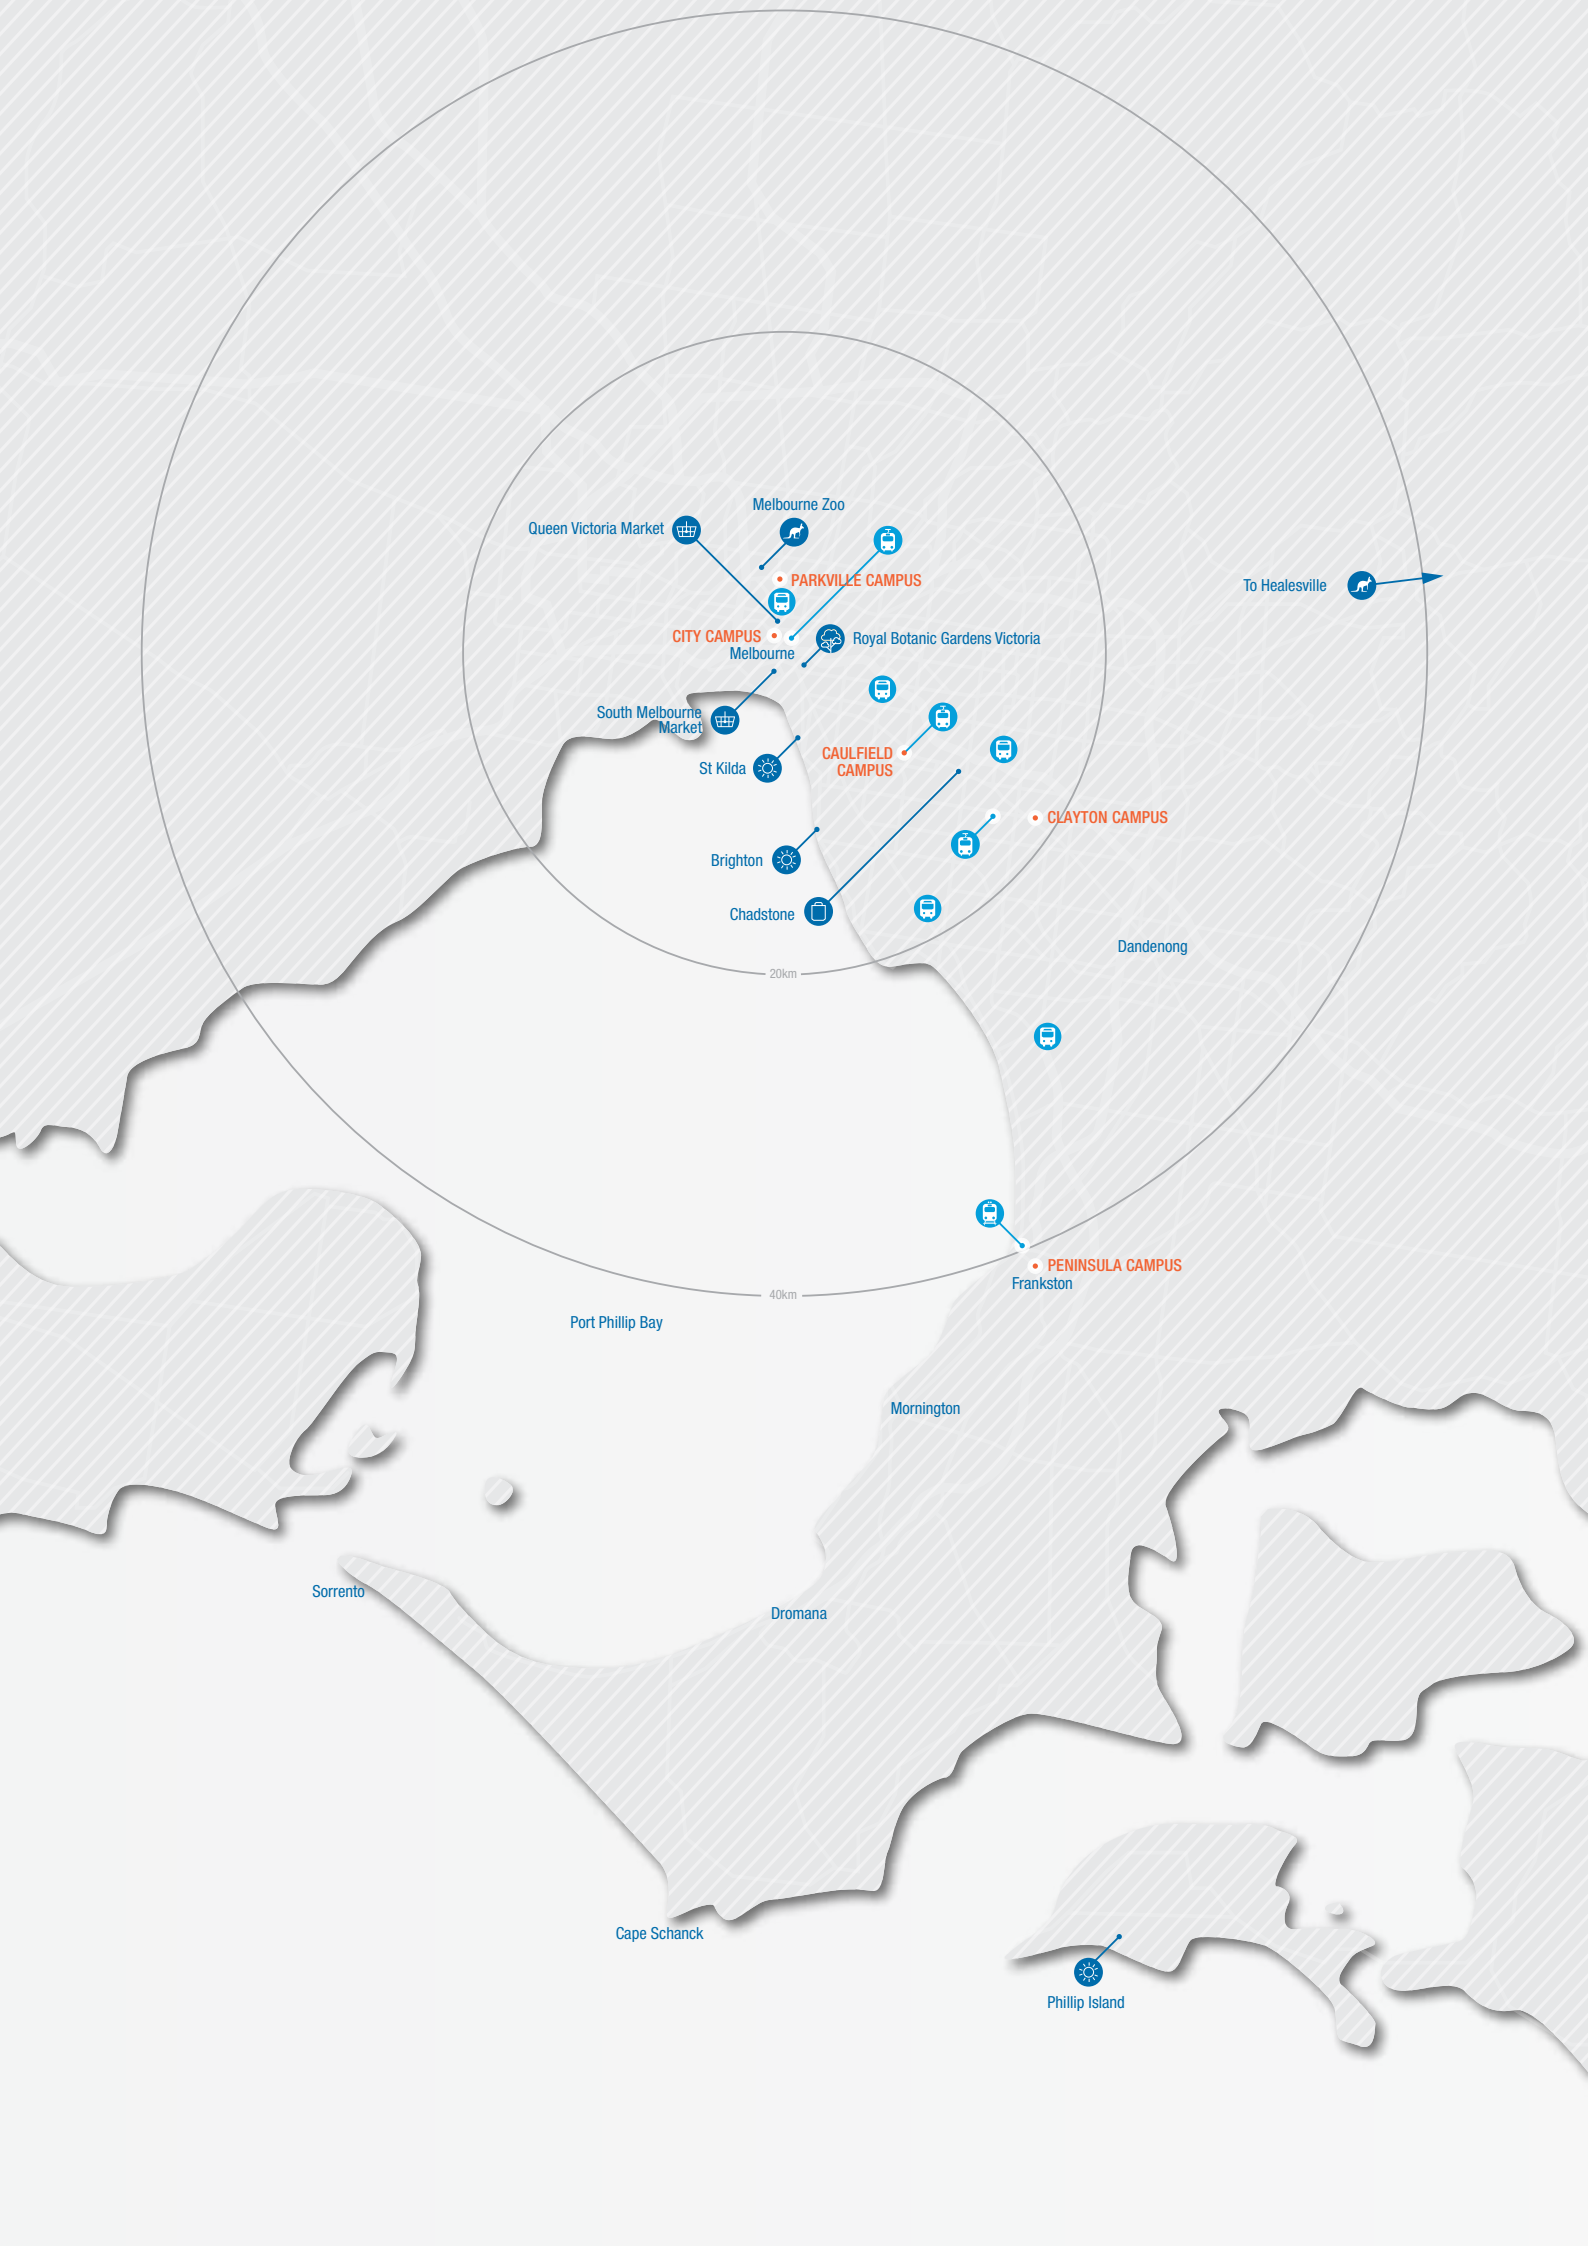 Melbourne Zoo
Queen Victoria Market
PARKVILLE CAMPUS
To Healesville
CITY CAMPUS
Royal Botanic Gardens Victoria
Melbourne
South Melbourne
Market
CAULFIELD
CAMPUS
St Kilda
CLAYTON CAMPUS
Brighton
Chadstone
Dandenong
20km
PENINSULA CAMPUS
Frankston
40km
Port Phillip Bay
Mornington
Sorrento
Dromana
Cape Schanck
Phillip Island